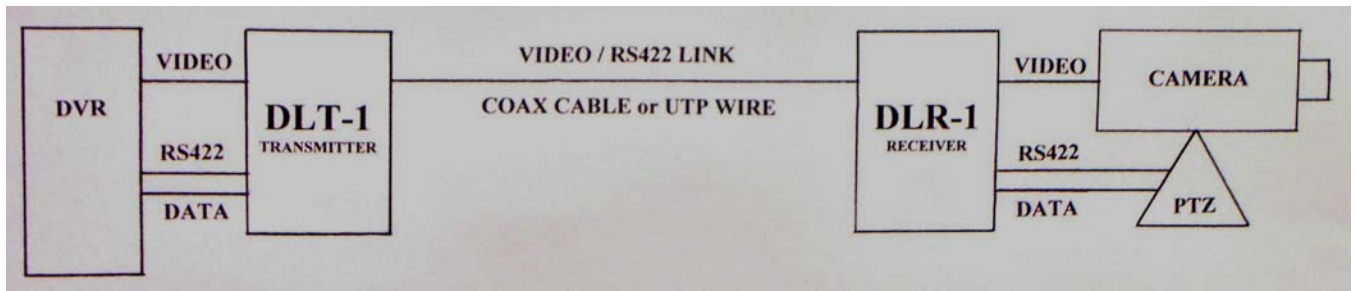 DVR
VIDEO
RS422
DATA
DLT-1
TRANSMITTER
VIDEO / RS422 LINK
COAX CABLE or UTP WIRE
DLR-1
RECEIVER
VIDEO
RS422
DATA
CAMERA
PTZ